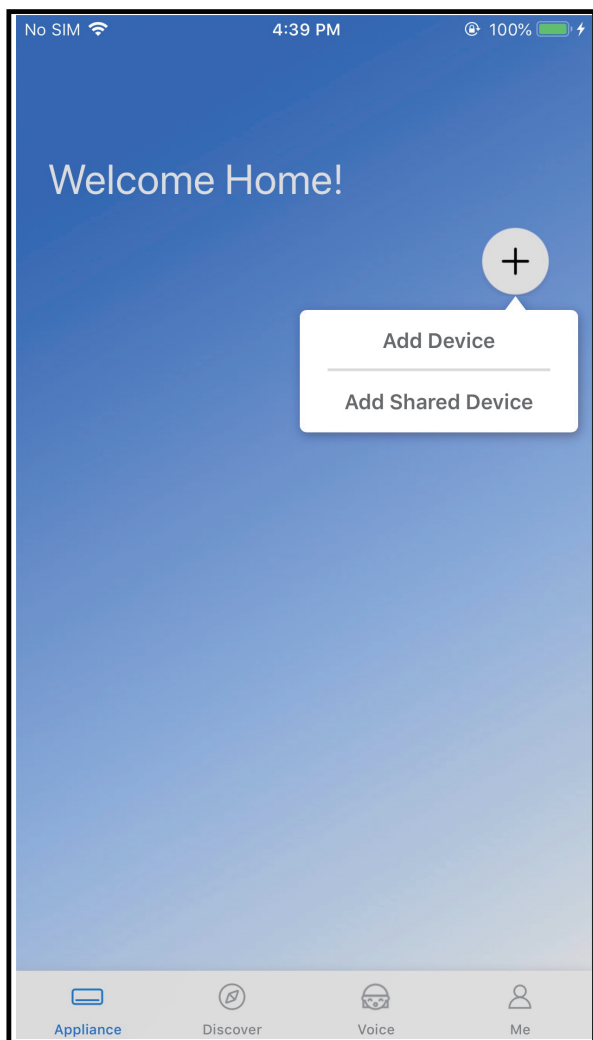 No SIM 4:39 PM 100%
Welcome Home!
Add Device
Add Shared Device
Appliance Discover Voice Me